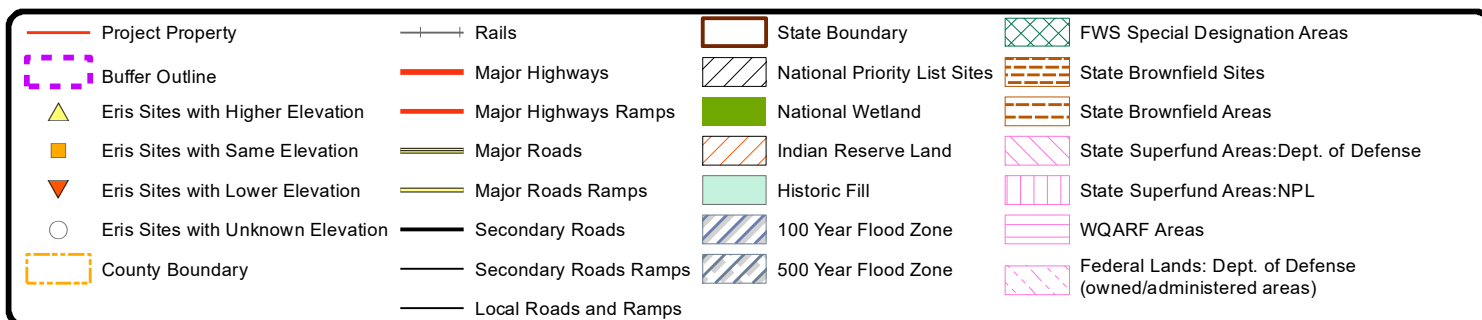 Project Property
Buffer Outline
Eris Sites with Higher Elevation
Eris Sites with Same Elevation
Eris Sites with Lower Elevation
Eris Sites with Unknown Elevation
County Boundary
Rails
Major Highways
Major Highways Ramps
Major Roads
Major Roads Ramps
Secondary Roads
Secondary Roads Ramps
Local Roads and Ramps
State Boundary
National Priority List Sites
National Wetland
Indian Reserve Land
Historic Fill
100 Year Flood Zone
500 Year Flood Zone
FWS Special Designation Areas
State Brownfield Sites
State Brownfield Areas
State Superfund Areas:Dept. of Defense
State Superfund Areas:NPL
WQARF Areas
Federal Lands: Dept. of Defense
(owned/administered areas)